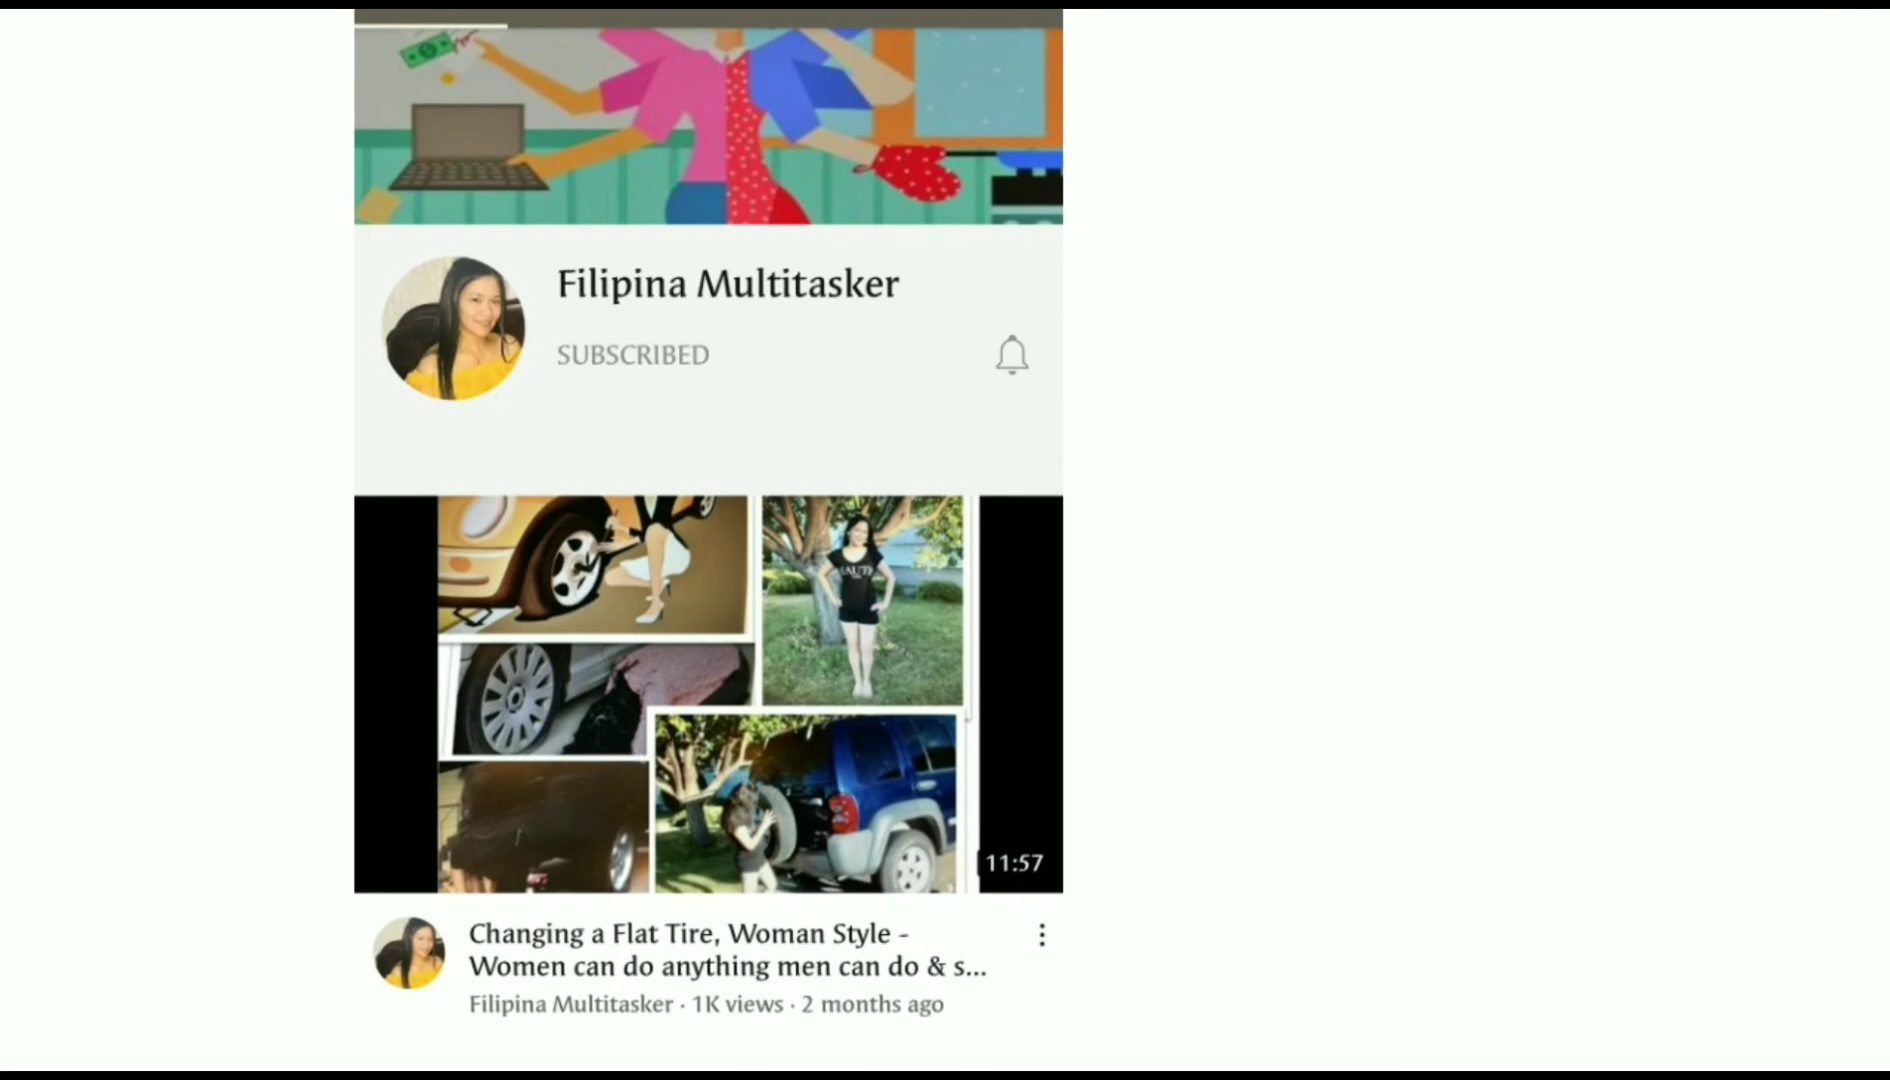 Filipina Multitasker
SUBSCRIBED
11:57
Changing a Flat Tire, Woman Style -
Women can do anything men can do & s...
Filipina Multitasker · 1K views · 2 months ago